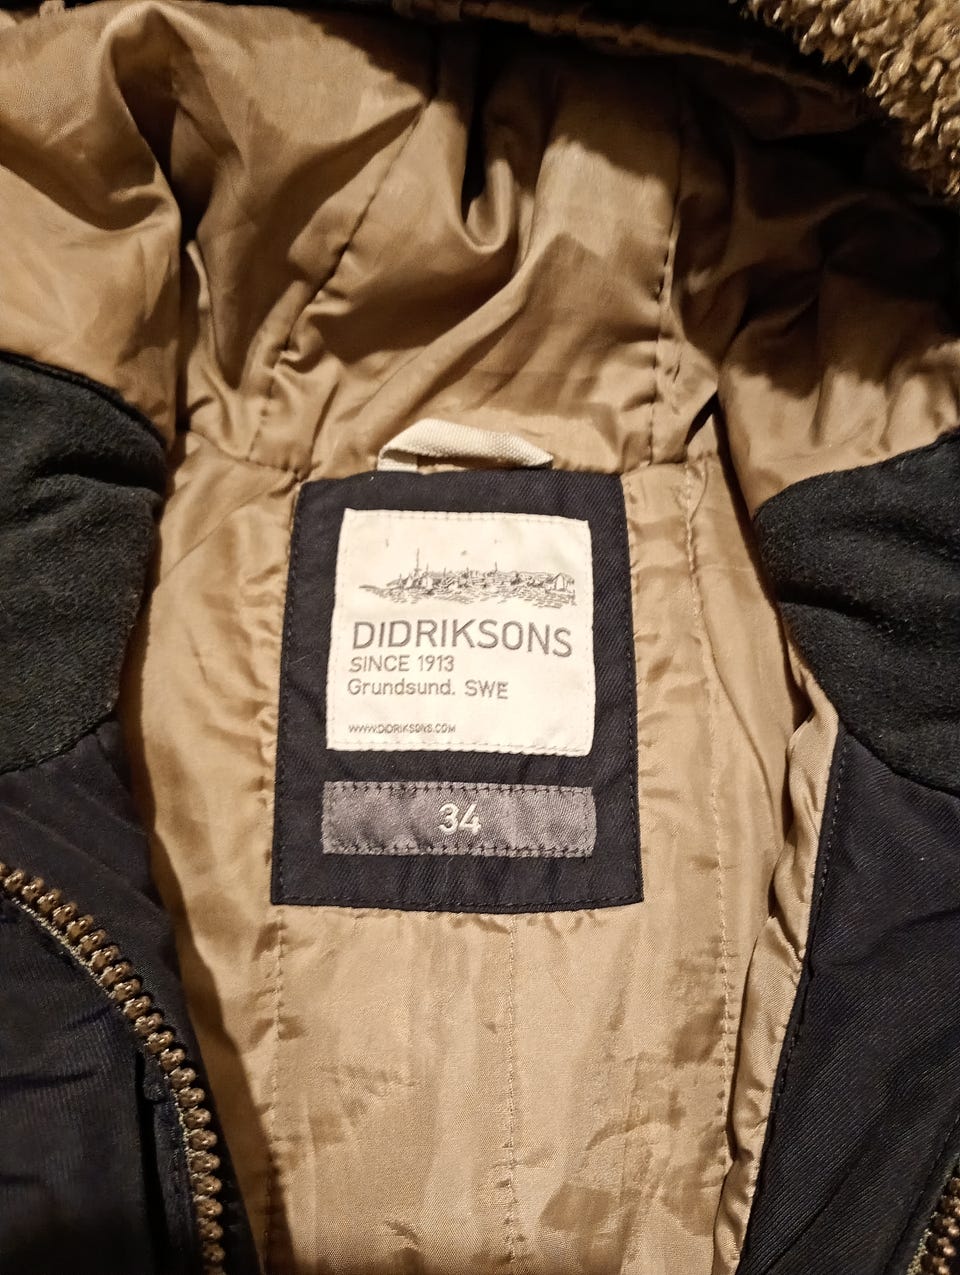 DIDRIKSONS
SINCE 1913
Grundsund. SWE
WWW.DIDRIKSONS.COM
34